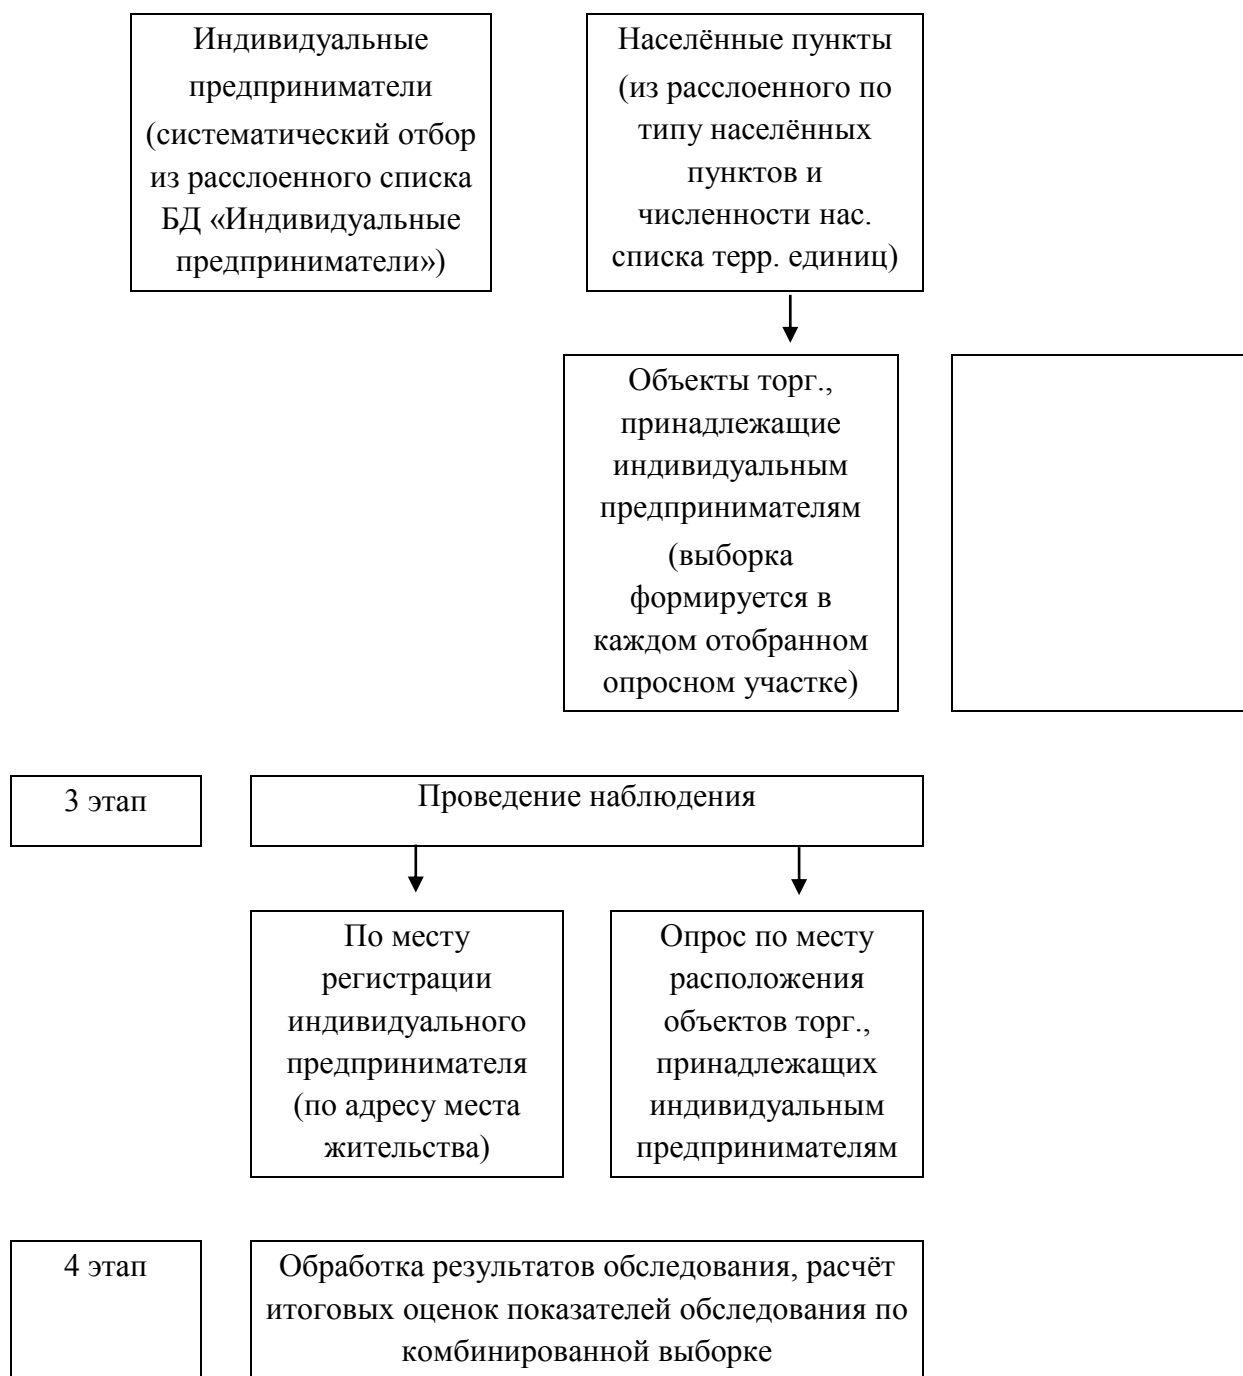 Индивидуальные
предприниматели
(систематический отбор
из расслоенного списка
БД «Индивидуальные
предприниматели»)
Населённые пункты
(из расслоенного по
типу населённых
пунктов и
численности нас.
списка терр. единиц)
Объекты торг.,
принадлежащие
индивидуальным
предпринимателям
(выборка
формируется в
каждом отобранном
опросном участке)
3 этап
Проведение наблюдения
По месту
регистрации
индивидуального
предпринимателя
(по адресу места
жительства)
Опрос по месту
расположения
объектов торг.,
принадлежащих
индивидуальным
предпринимателям
4 этап
Обработка результатов обследования, расчёт
итоговых оценок показателей обследования по
комбинированной выборке